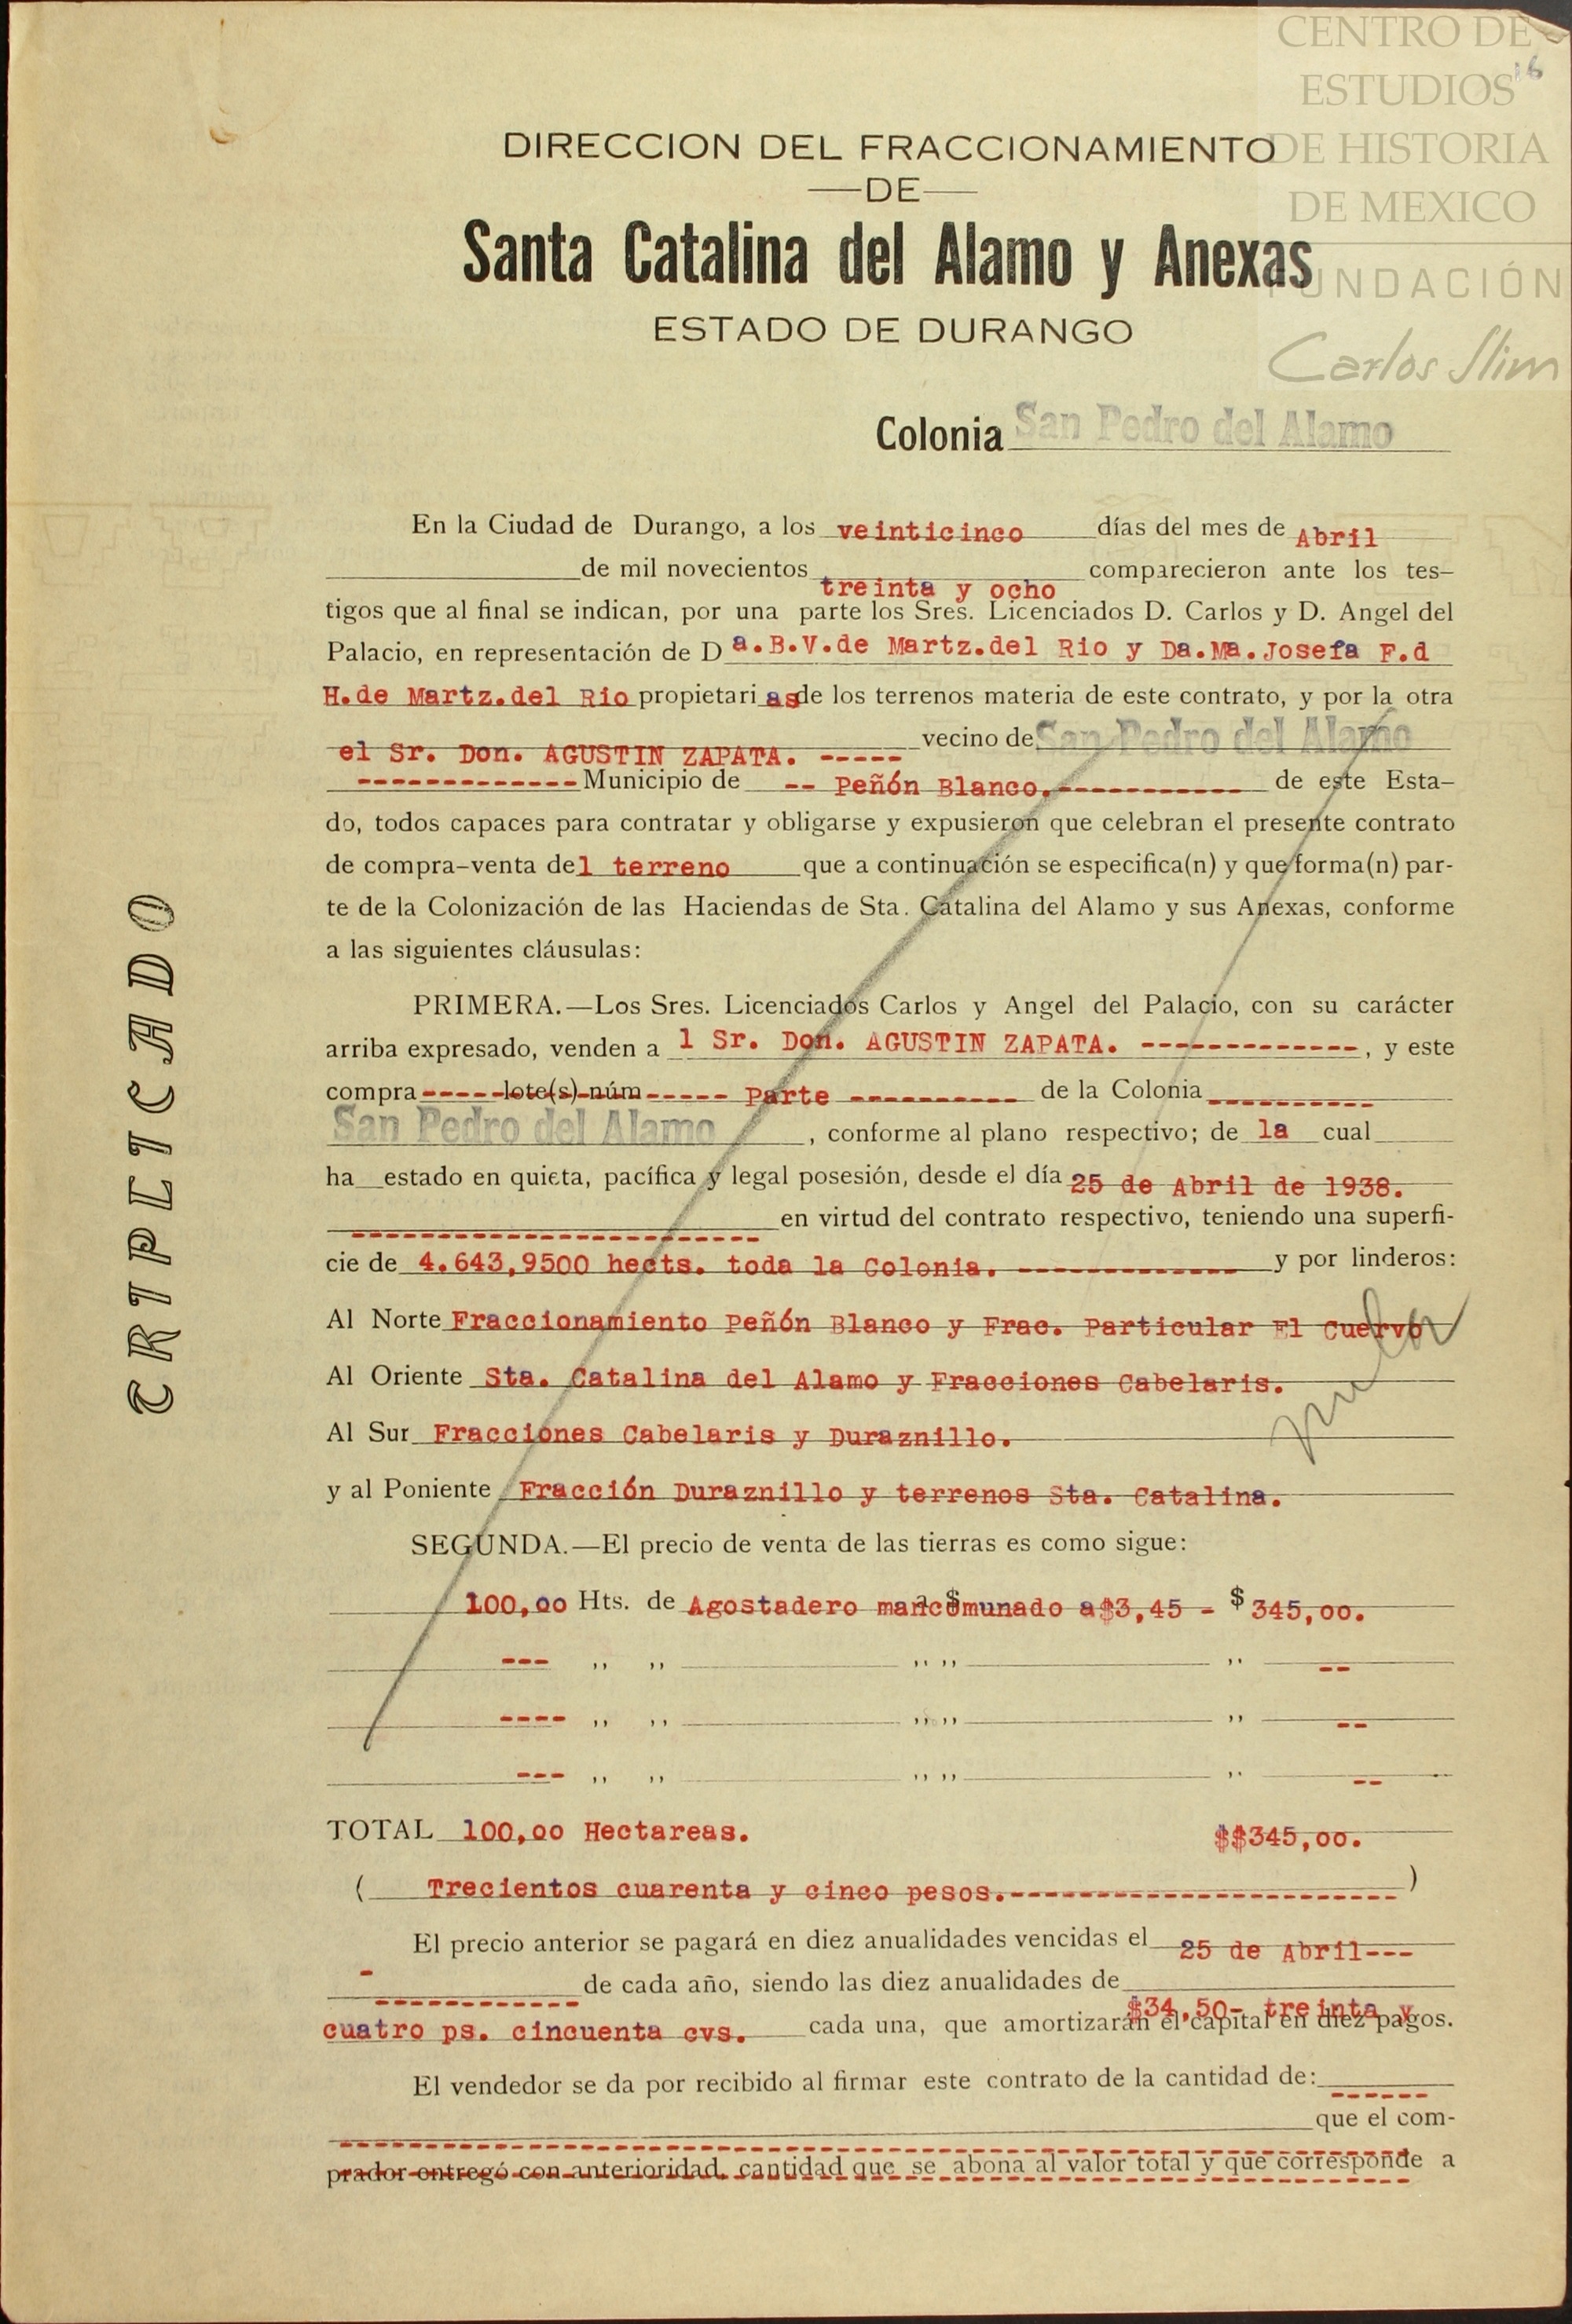 CENTRO DE
ESTUDIOS
DE HISTORIA
DE MEXICO
FUNDACIÓN
Carlos Slim
16
DIRECCION DEL FRACCIONAMIENTO
—DE—
Santa Catalina del Alamo y Anexas
ESTADO DE DURANGO
Colonia San Pedro del Alamo
En la Ciudad de Durango, a los veinticinco días del mes de Abril
de mil novecientos treinta y ocho comparecieron ante los tes-
tigos que al final se indican, por una parte los Sres. Licenciados D. Carlos y D. Angel del
Palacio, en representación de Da.B.V.de Martz.del Rio y Da.Ma.Josefa F.d
H.de Martz.del Rio propietarias de los terrenos materia de este contrato, y por la otra
el Sr. Don. AGUSTIN ZAPATA. ----- vecino de San Pedro del Alamo
------------- Municipio de -- Peñón Blanco.----------- de este Esta-
do, todos capaces para contratar y obligarse y expusieron que celebran el presente contrato
de compra-venta del terreno que a continuación se especifica(n) y que forma(n) par-
te de la Colonización de las Haciendas de Sta. Catalina del Alamo y sus Anexas, conforme
a las siguientes cláusulas:
PRIMERA.—Los Sres. Licenciados Carlos y Angel del Palacio, con su carácter
arriba expresado, venden a l Sr. Don. AGUSTIN ZAPATA. -------------, y este
compra ----- lote(s) núm ----- Parte ---------- de la Colonia ----------
San Pedro del Alamo, conforme al plano respectivo; de la cual
ha estado en quieta, pacífica y legal posesión, desde el día 25 de Abril de 1938.
------------------------- en virtud del contrato respectivo, teniendo una superfi-
cie de 4.643,9500 hects. toda la Colonia. ------------- y por linderos:
Al Norte Fraccionamiento Peñón Blanco y Frac. Particular El Cuervo
Al Oriente Sta. Catalina del Alamo y Fracciones Cabelaris.
Al Sur Fracciones Cabelaris y Duraznillo.
y al Poniente Fracción Duraznillo y terrenos Sta. Catalina.
SEGUNDA.—El precio de venta de las tierras es como sigue:
100,00 Hts. de Agostadero mancomunado a $ a$3,45 - $ 345,00.
--- ,, ,, ,, ,, ,, --
---- ,, ,, ,, ,, ,, --
--- ,, ,, ,, ,, ,, --
TOTAL 100,00 Hectareas. $$345,00.
( Trecientos cuarenta y cinco pesos.----------------------- )
El precio anterior se pagará en diez anualidades vencidas el 25 de Abril---
- ------------ de cada año, siendo las diez anualidades de $34,50- treinta y
cuatro ps. cincuenta cvs. cada una, que amortizarán el capital en diez pagos.
El vendedor se da por recibido al firmar este contrato de la cantidad de: ------
que el com-
prador entregó con anterioridad, cantidad que se abona al valor total y que corresponde a
TRIPLICADO